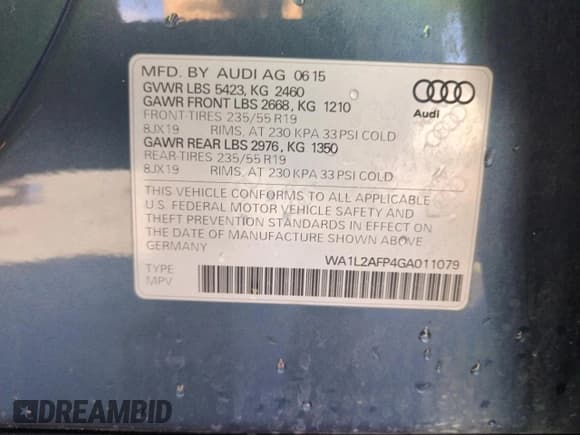 MFD. BY AUDI AG 06 15
GVWR LBS 5423, KG 2460
GAWR FRONT LBS 2668, KG 1210
FRONT-TIRES 235/55 R19
8JX19 RIMS, AT 230 KPA 33 PSI COLD
GAWR REAR LBS 2976, KG 1350
REAR-TIRES 235/55 R19
8JX19 RIMS, AT 230 KPA 33 PSI COLD
THIS VEHICLE CONFORMS TO ALL APPLICABLE
U.S. FEDERAL MOTOR VEHICLE SAFETY AND
THEFT PREVENTION STANDARDS IN EFFECT ON
THE DATE OF MANUFACTURE SHOWN ABOVE
GERMANY
Audi
WA1L2AFP4GA011079
TYPE
MPV
DREAMBID